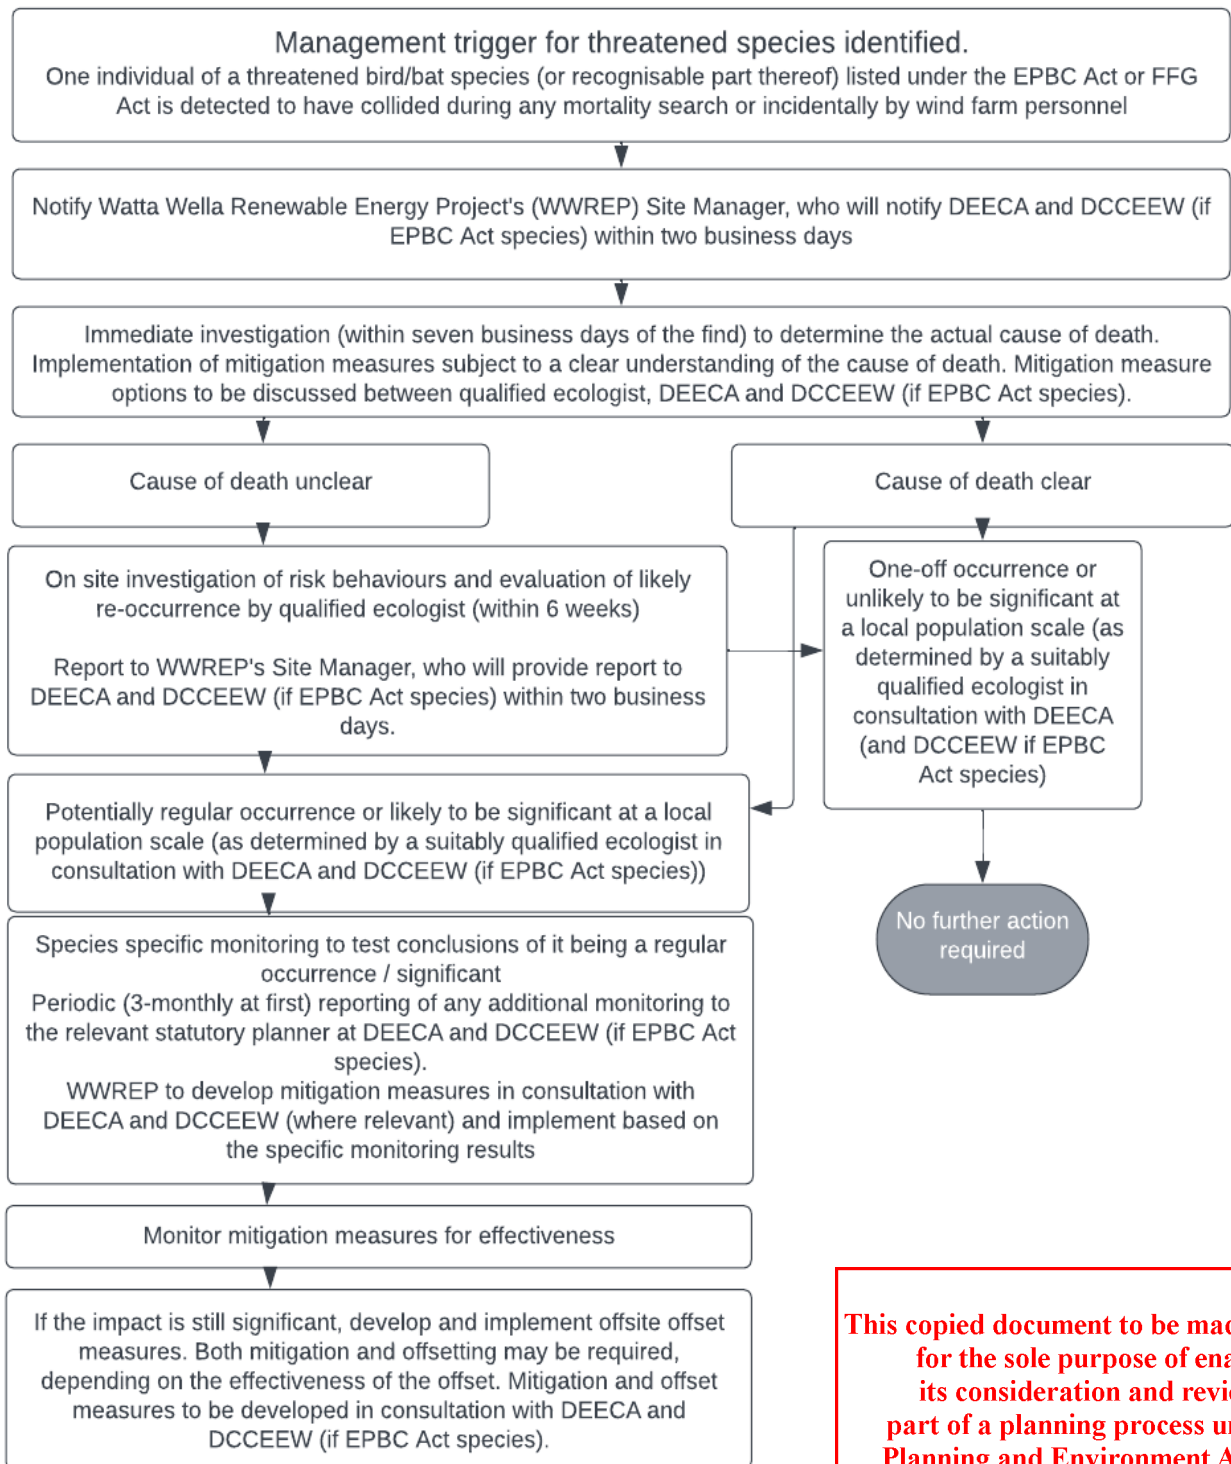 Management trigger for threatened species identified.
One individual of a threatened bird/bat species (or recognisable part thereof) listed under the EPBC Act or FFG
Act is detected to have collided during any mortality search or incidentally by wind farm personnel
Notify Watta Wella Renewable Energy Project's (WWREP) Site Manager, who will notify DEECA and DCCEEW (if
EPBC Act species) within two business days
Immediate investigation (within seven business days of the find) to determine the actual cause of death.
Implementation of mitigation measures subject to a clear understanding of the cause of death. Mitigation measure
options to be discussed between qualified ecologist, DEECA and DCCEEW (if EPBC Act species).
Cause of death unclear
Cause of death clear
On site investigation of risk behaviours and evaluation of likely
re-occurrence by qualified ecologist (within 6 weeks)
Report to WWREP's Site Manager, who will provide report to
DEECA and DCCEEW (if EPBC Act species) within two business
days.
One-off occurrence or
unlikely to be significant at
a local population scale (as
determined by a suitably
qualified ecologist in
consultation with DEECA
(and DCCEEW if EPBC
Act species)
Potentially regular occurrence or likely to be significant at a local
population scale (as determined by a suitably qualified ecologist in
consultation with DEECA and DCCEEW (if EPBC Act species))
No further action
required
Species specific monitoring to test conclusions of it being a regular
occurrence / significant
Periodic (3-monthly at first) reporting of any additional monitoring to
the relevant statutory planner at DEECA and DCCEEW (if EPBC Act
species).
WWREP to develop mitigation measures in consultation with
DEECA and DCCEEW (where relevant) and implement based on
the specific monitoring results
Monitor mitigation measures for effectiveness
If the impact is still significant, develop and implement offsite offset
measures. Both mitigation and offsetting may be required,
depending on the effectiveness of the offset. Mitigation and offset
measures to be developed in consultation with DEECA and
DCCEEW (if EPBC Act species).
This copied document to be
for the sole purpose of
its consideration and
part of a planning process
Planning and Environment